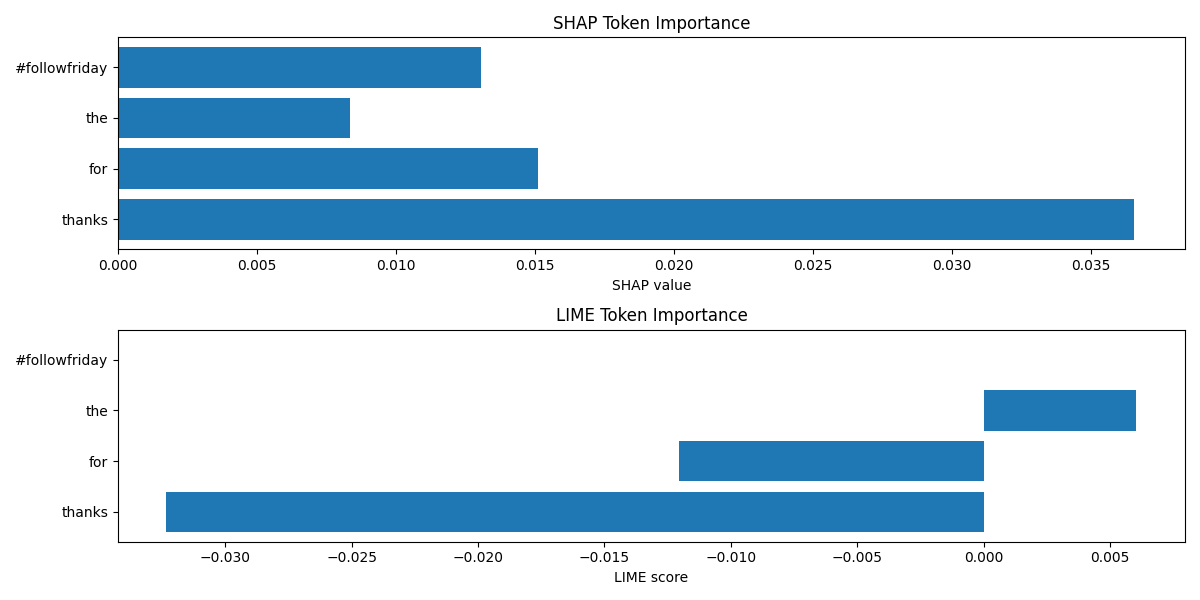 SHAP Token Importance
#followfriday
the
for
thanks
0.000 0.005 0.010 0.015 0.020 0.025 0.030 0.035
SHAP value
LIME Token Importance
#followfriday
the
for
thanks
−0.030 −0.025 −0.020 −0.015 −0.010 −0.005 0.000 0.005
LIME score